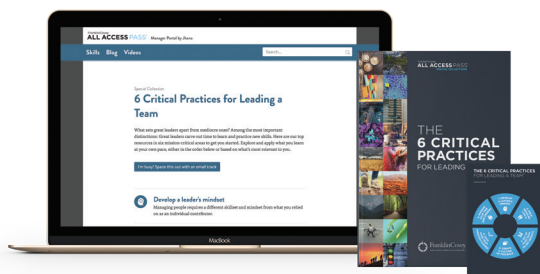 FranklinCovey
ALL ACCESS PASS® Manager Portal by Jhana
Skills Blog Videos
Search...
Special Collection
6 Critical Practices for Leading a
Team
What sets great leaders apart from mediocre ones? Among the most important
distinctions: Great leaders carve out time to learn and practice new skills. Here are our top
resources in six mission critical areas to get you started. Explore and apply what you learn
at your own pace, either in the order below or based on what's most relevant to you.
I'm busy! Space this out with an email track
Develop a leader's mindset
Managing people requires a different skillset and mindset from what you relied
on as an individual contributor.
MacBook
ALL ACCESS PASS
THE
6 CRITICAL
PRACTICES
FOR LEADING
FranklinCovey
THE 6 CRITICAL PRACTICES
FOR LEADING A TEAM